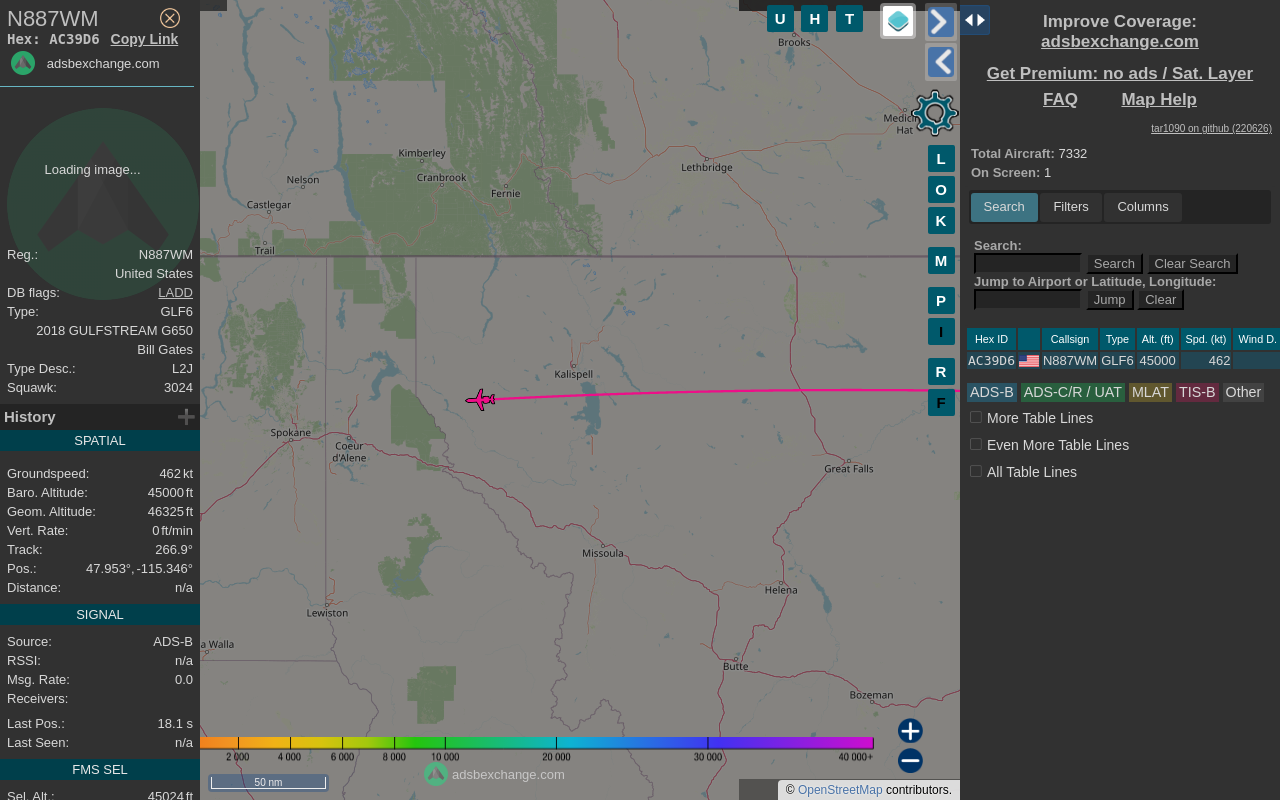 N887WM
Hex: AC39D6 Copy Link
adsbexchange.com
Loading image...
Reg.: N887WM
United States
DB flags: LADD
Type: GLF6
2018 GULFSTREAM G650
Bill Gates
Type Desc.: L2J
Squawk: 3024
History
SPATIAL
Groundspeed: 462 kt
Baro. Altitude: 45000 ft
Geom. Altitude: 46325 ft
Vert. Rate: 0 ft/min
Track: 266.9°
Pos.: 47.953°, -115.346°
Distance: n/a
SIGNAL
Source: ADS-B
RSSI: n/a
Msg. Rate: 0.0
Receivers:
Last Pos.: 18.1 s
Last Seen: n/a
FMS SEL
Sel. Alt.: 45024 ft
U H T
Brooks
Medicine
Hat
Kimberley
Cranbrook
Lethbridge
Nelson
Fernie
Castlegar
Trail
Kalispell
Spokane
Coeur
d'Alene
Great Falls
Missoula
Helena
Lewiston
a Walla
Butte
Bozeman
L
O
K
M
P
I
R
F
2 000 4 000 6 000 8 000 10 000 20 000 30 000 40 000+
50 nm
adsbexchange.com
© OpenStreetMap contributors.
Improve Coverage:
adsbexchange.com
Get Premium: no ads / Sat. Layer
FAQ Map Help
tar1090 on github (220626)
Total Aircraft: 7332
On Screen: 1
Search Filters Columns
Search:
Search Clear Search
Jump to Airport or Latitude, Longitude:
Jump Clear
Hex ID Callsign Type Alt. (ft) Spd. (kt) Wind D.
AC39D6 N887WM GLF6 45000 462
ADS-B ADS-C/R / UAT MLAT TIS-B Other
More Table Lines
Even More Table Lines
All Table Lines